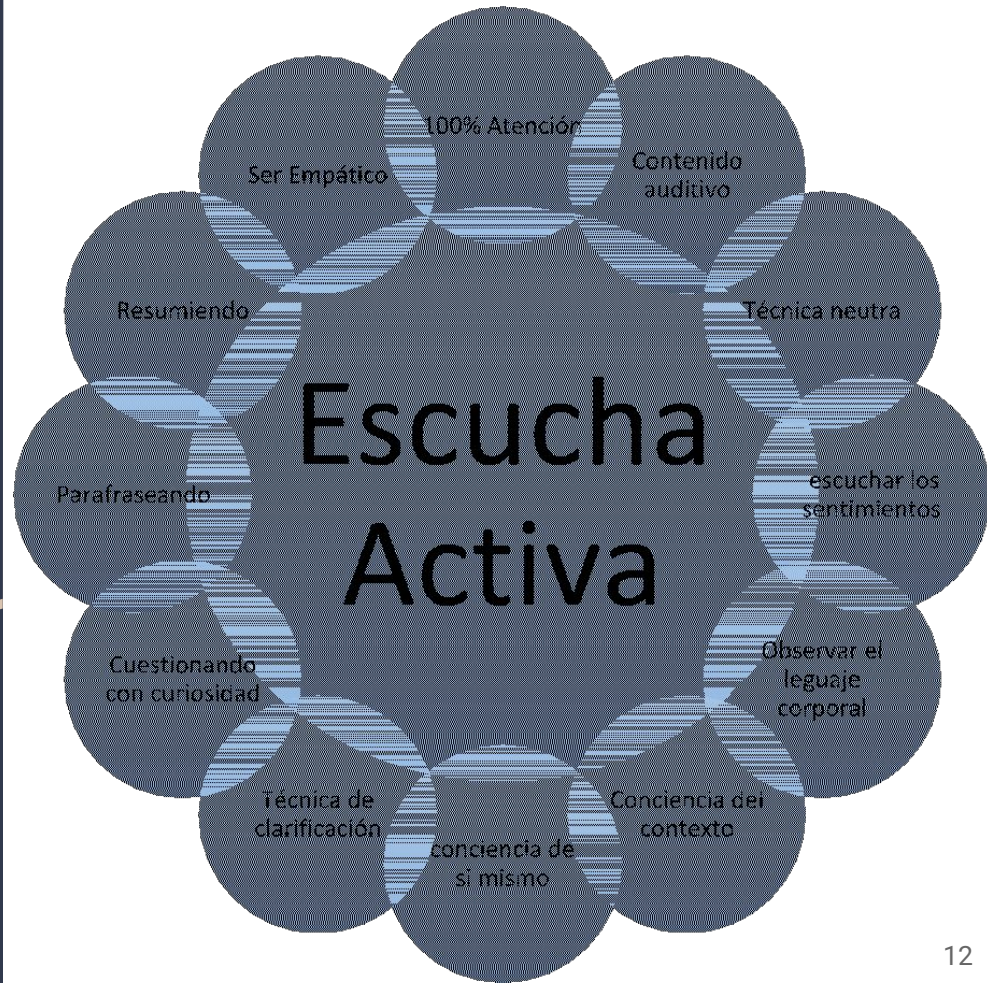 100% Atención
Contenido
auditivo
Técnica neutra
escuchar los
sentimientos
Observar el
leguaje
corporal
Conciencia del
contexto
conciencia de
si mismo
Técnica de
clarificación
Cuestionando
con curiosidad
Parafraseando
Resumiendo
Ser Empático
Escucha
Activa
12